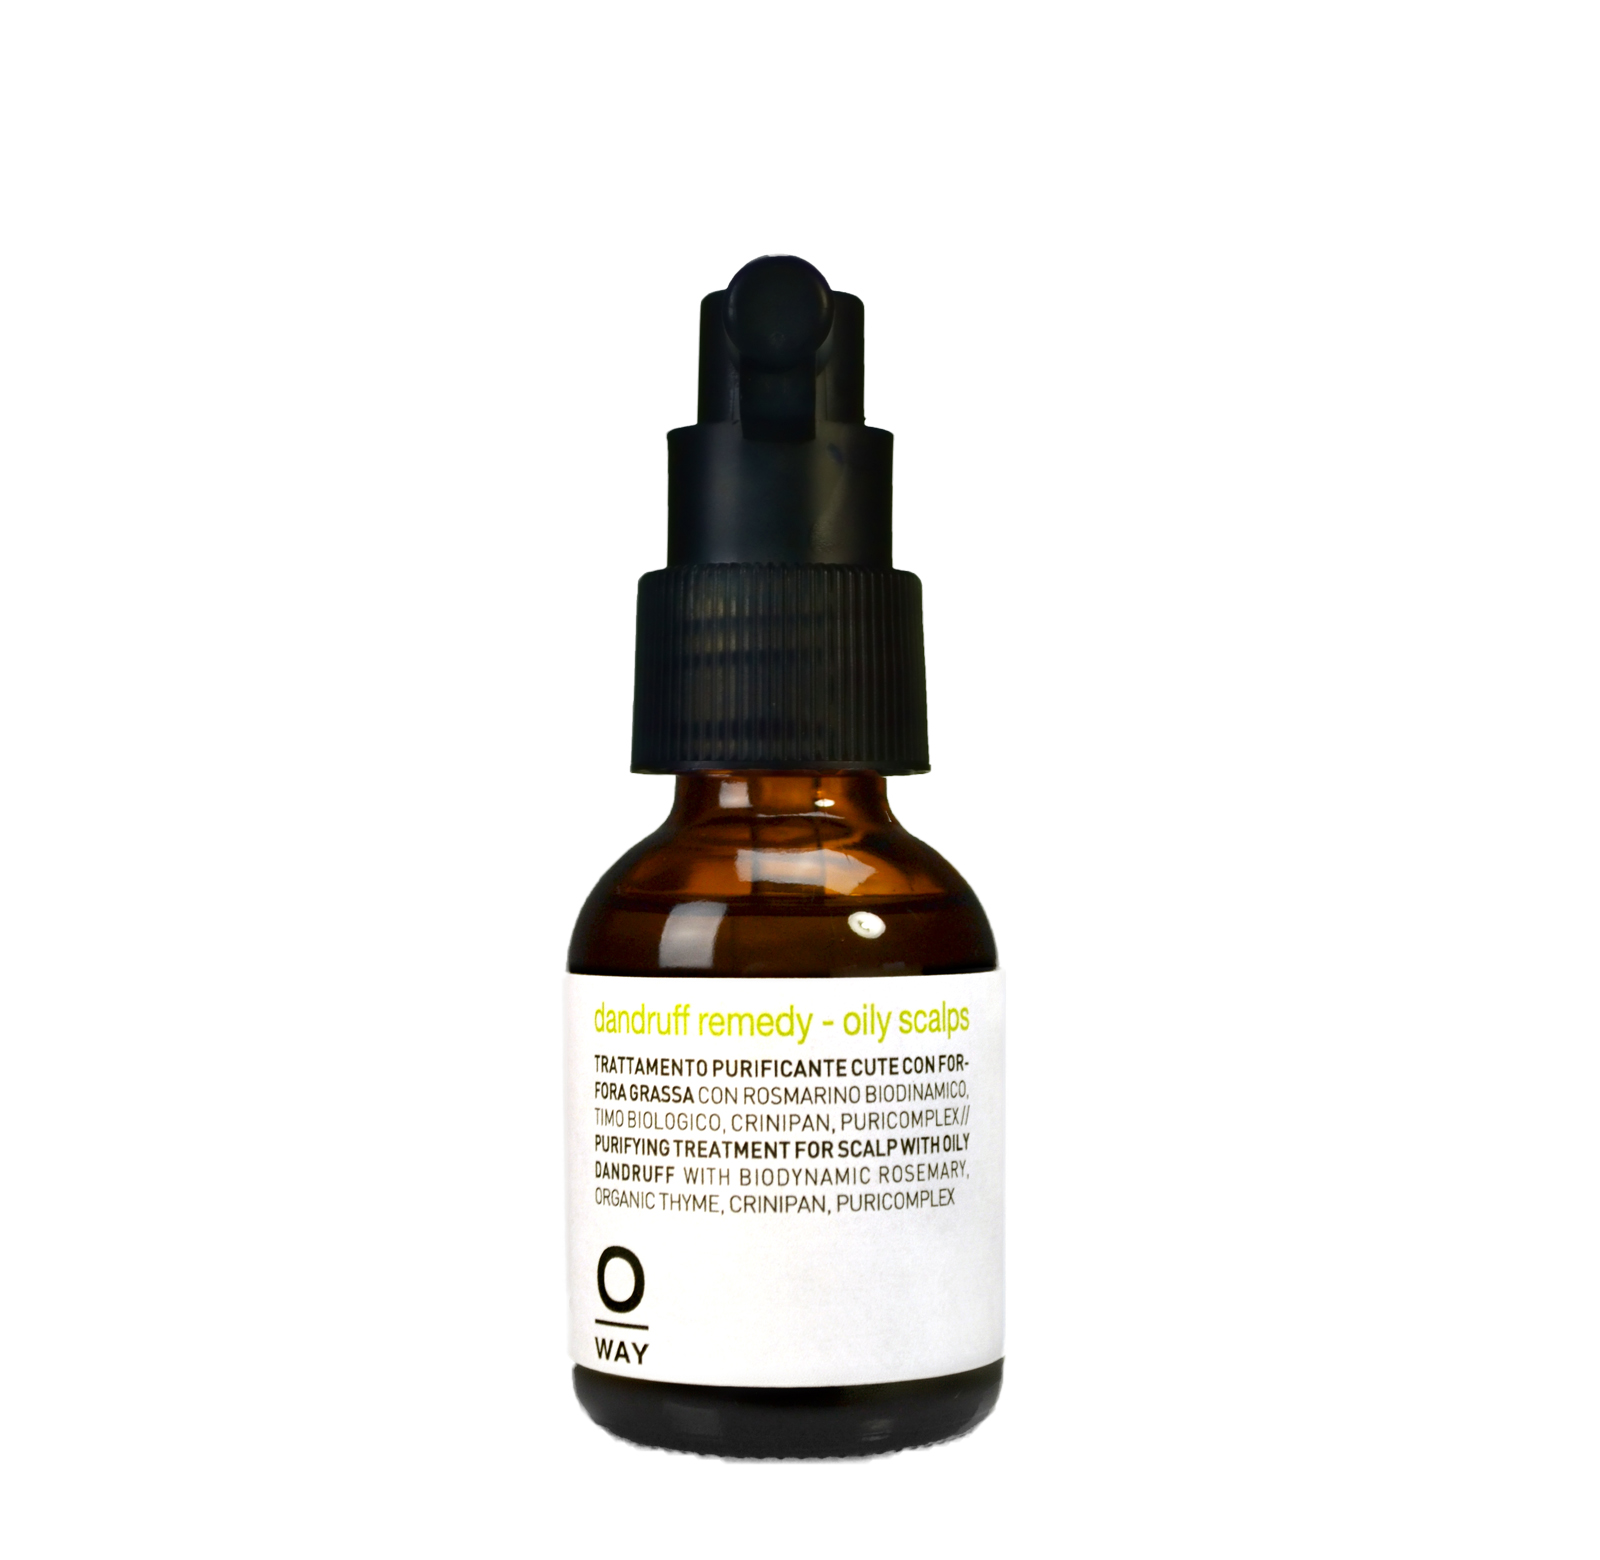 dandruff remedy - oily scalps
TRATTAMENTO PURIFICANTE CUTE CON FOR-
FORA GRASSA CON ROSMARINO BIODINAMICO,
TIMO BIOLOGICO, CRINIPAN, PURICOMPLEX//
PURIFYING TREATMENT FOR SCALP WITH OILY
DANDRUFF WITH BIODYNAMIC ROSEMARY,
ORGANIC THYME, CRINIPAN, PURICOMPLEX
O
WAY